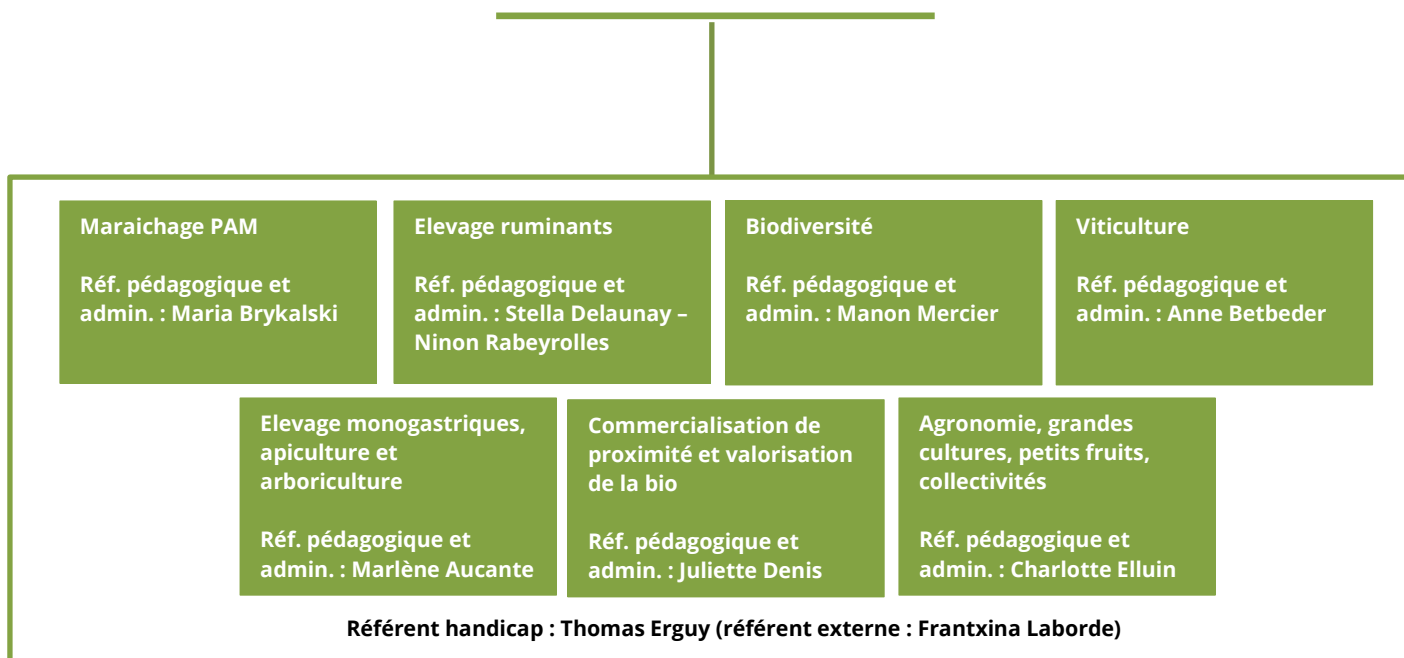 Maraichage PAM
Réf. pédagogique et
admin. : Maria Brykalski
Elevage ruminants
Réf. pédagogique et
admin. : Stella Delaunay –
Ninon Rabeyrolles
Biodiversité
Réf. pédagogique et
admin. : Manon Mercier
Viticulture
Réf. pédagogique et
admin. : Anne Betbeder
Elevage monogastriques,
apiculture et
arboriculture
Réf. pédagogique et
admin. : Marlène Aucante
Commercialisation de
proximité et valorisation
de la bio
Réf. pédagogique et
admin. : Juliette Denis
Agronomie, grandes
cultures, petits fruits,
collectivités
Réf. pédagogique et
admin. : Charlotte Elluin
Référent handicap : Thomas Erguy (référent externe : Frantxina Laborde)